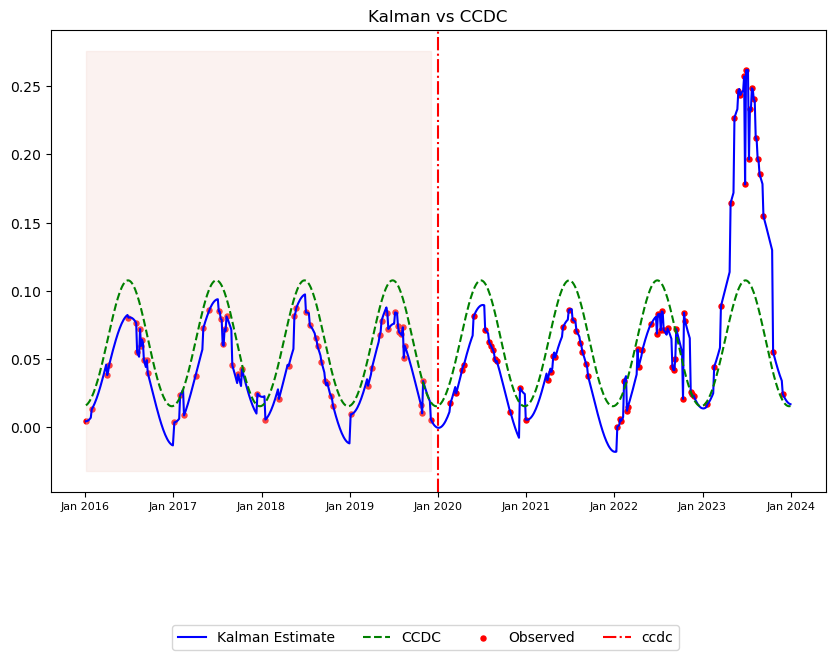 Kalman vs CCDC
0.25
0.20
0.15
0.10
0.05
0.00
Jan 2016 Jan 2017 Jan 2018 Jan 2019 Jan 2020 Jan 2021 Jan 2022 Jan 2023 Jan 2024
Kalman Estimate CCDC Observed ccdc